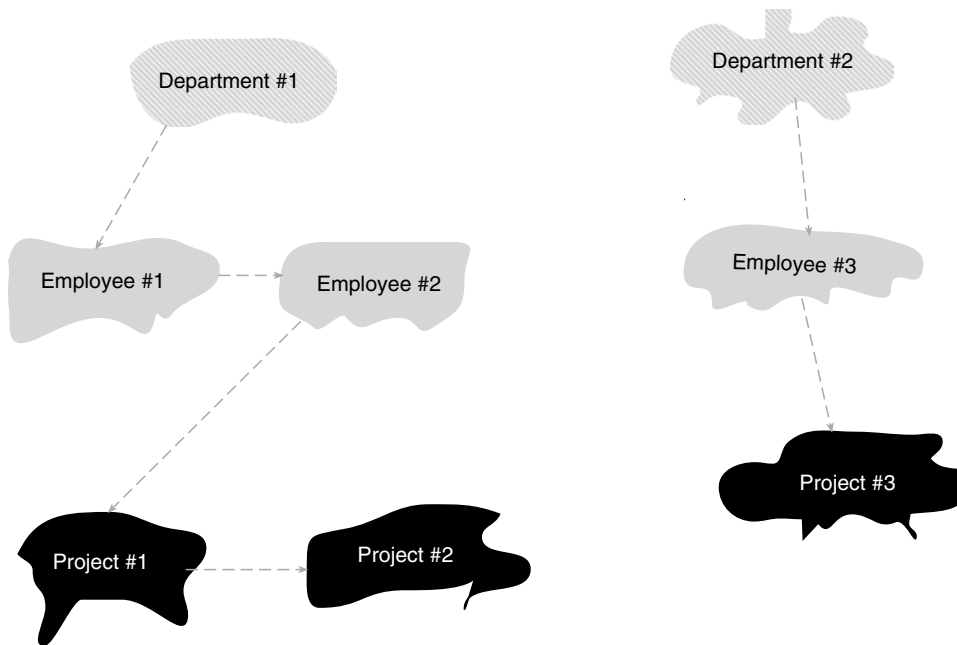 Department #1
Department #2
Employee #1
Employee #2
Employee #3
Project #1
Project #2
Project #3